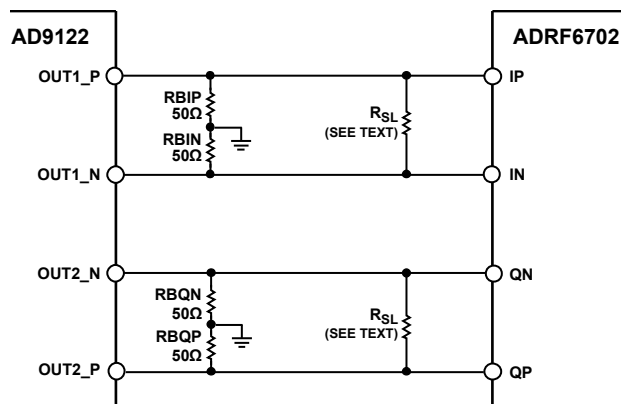 AD9122
ADRF6702
OUT1_P
IP
RBIP
50Ω
RSL
(SEE TEXT)
RBIN
50Ω
OUT1_N
IN
OUT2_N
QN
RBQN
50Ω
RSL
(SEE TEXT)
RBQP
50Ω
OUT2_P
QP